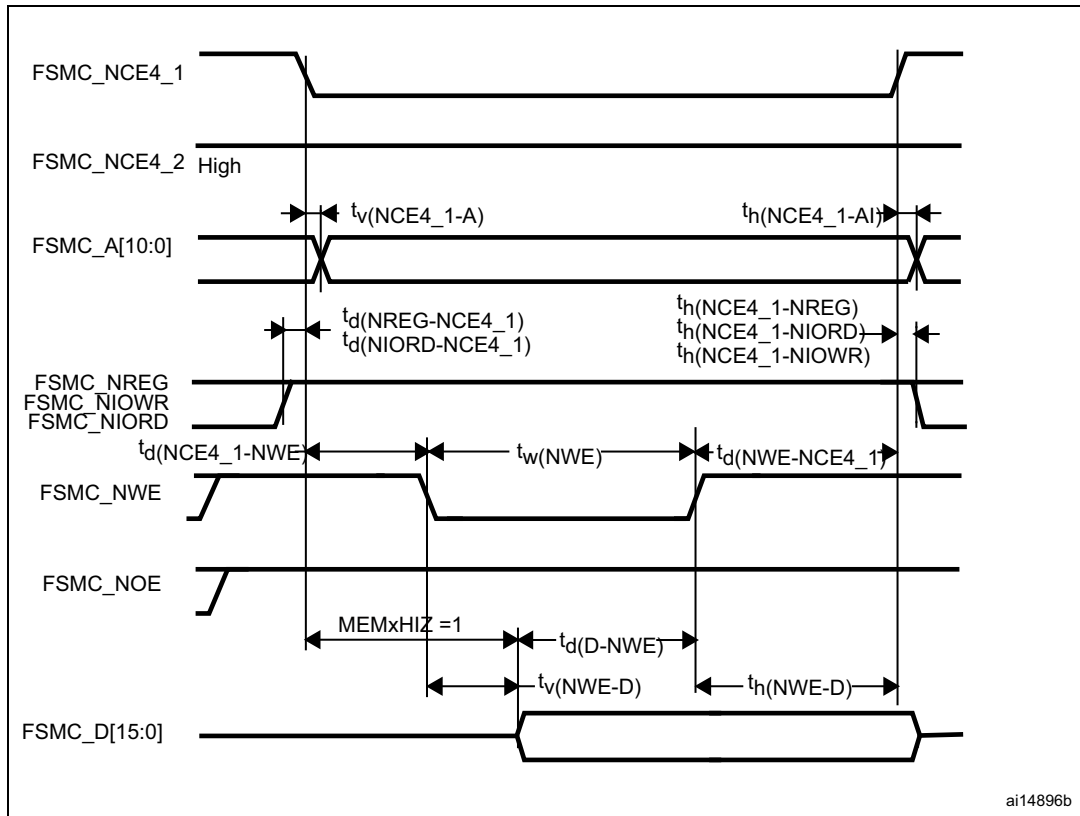 FSMC_NCE4_1
FSMC_NCE4_2 High
tv(NCE4_1-A)
th(NCE4_1-AI)
FSMC_A[10:0]
td(NREG-NCE4_1)
td(NIORD-NCE4_1)
th(NCE4_1-NREG)
th(NCE4_1-NIORD)
th(NCE4_1-NIOWR)
FSMC_NREG
FSMC_NIOWR
FSMC_NIORD
td(NCE4_1-NWE)
tw(NWE)
td(NWE-NCE4_1)
FSMC_NWE
FSMC_NOE
MEMxHIZ =1
td(D-NWE)
tv(NWE-D)
th(NWE-D)
FSMC_D[15:0]
ai14896b